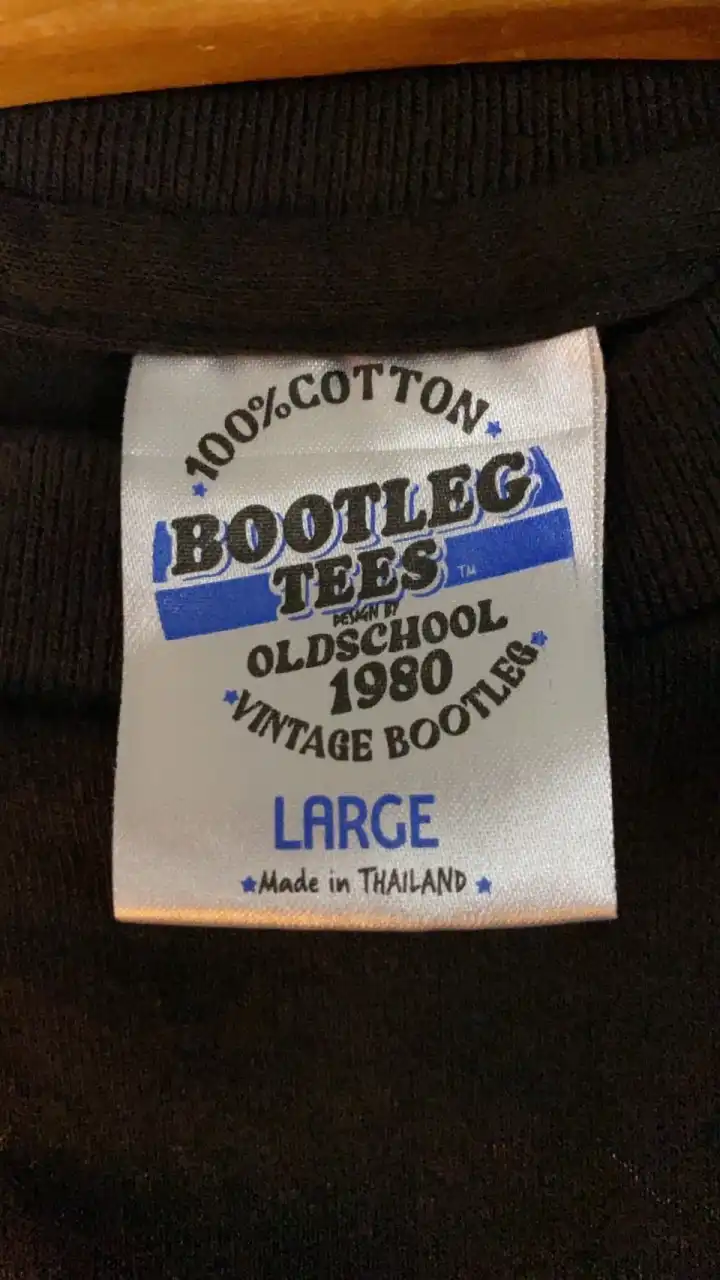 100%COTTON
BOOTLEG
TEES TM
DESIGN BY
OLDSCHOOL
1980
VINTAGE BOOTLEG
LARGE
Made in THAILAND